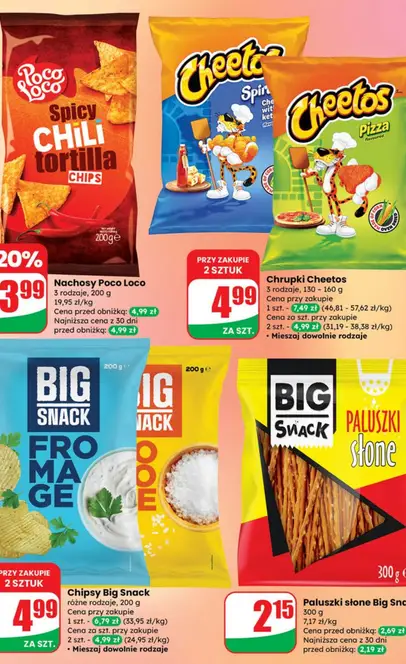 Poco
Loco
Spicy
CHiLi
tortilla
CHIPS
200g
Cheetos
Cheetos
Pizza
20%
3 99
Nachosy Poco Loco
3 rodzaje, 200 g
19,95 zł/kg
Cena przed obniżką: 4,99 zł
Najniższa cena z 30 dni
przed obniżką: 4,99 zł
PRZY ZAKUPIE
2 SZTUK
4 99
ZA SZT.
Chrupki Cheetos
3 rodzaje, 130 - 160 g
Cena przy zakupie
1 szt. - 7,49 zł (46,81 - 57,62 zł/kg)
Cena za szt. przy zakupie
2 szt. - 4,99 zł (31,19 - 38,38 zł/kg)
• Mieszaj dowolnie rodzaje
BIG
SNACK
FRO
MA
GE
200 g
IG
NACK
200 g
BIG
SNACK
PALUSZKI
słone
300 g
PRZY ZAKUPIE
2 SZTUK
4 99
ZA SZT.
Chipsy Big Snack
różne rodzaje, 200 g
Cena przy zakupie
1 szt. - 6,79 zł (33,95 zł/kg)
Cena za szt. przy zakupie
2 szt. - 4,99 zł (24,95 zł/kg)
• Mieszaj dowolnie rodzaje
2 15
Paluszki słone Big Sna
300 g
7,17 zł/kg
Cena przed obniżką: 2,69 zł
Najniższa cena z 30 dni
przed obniżką: 2,19 zł